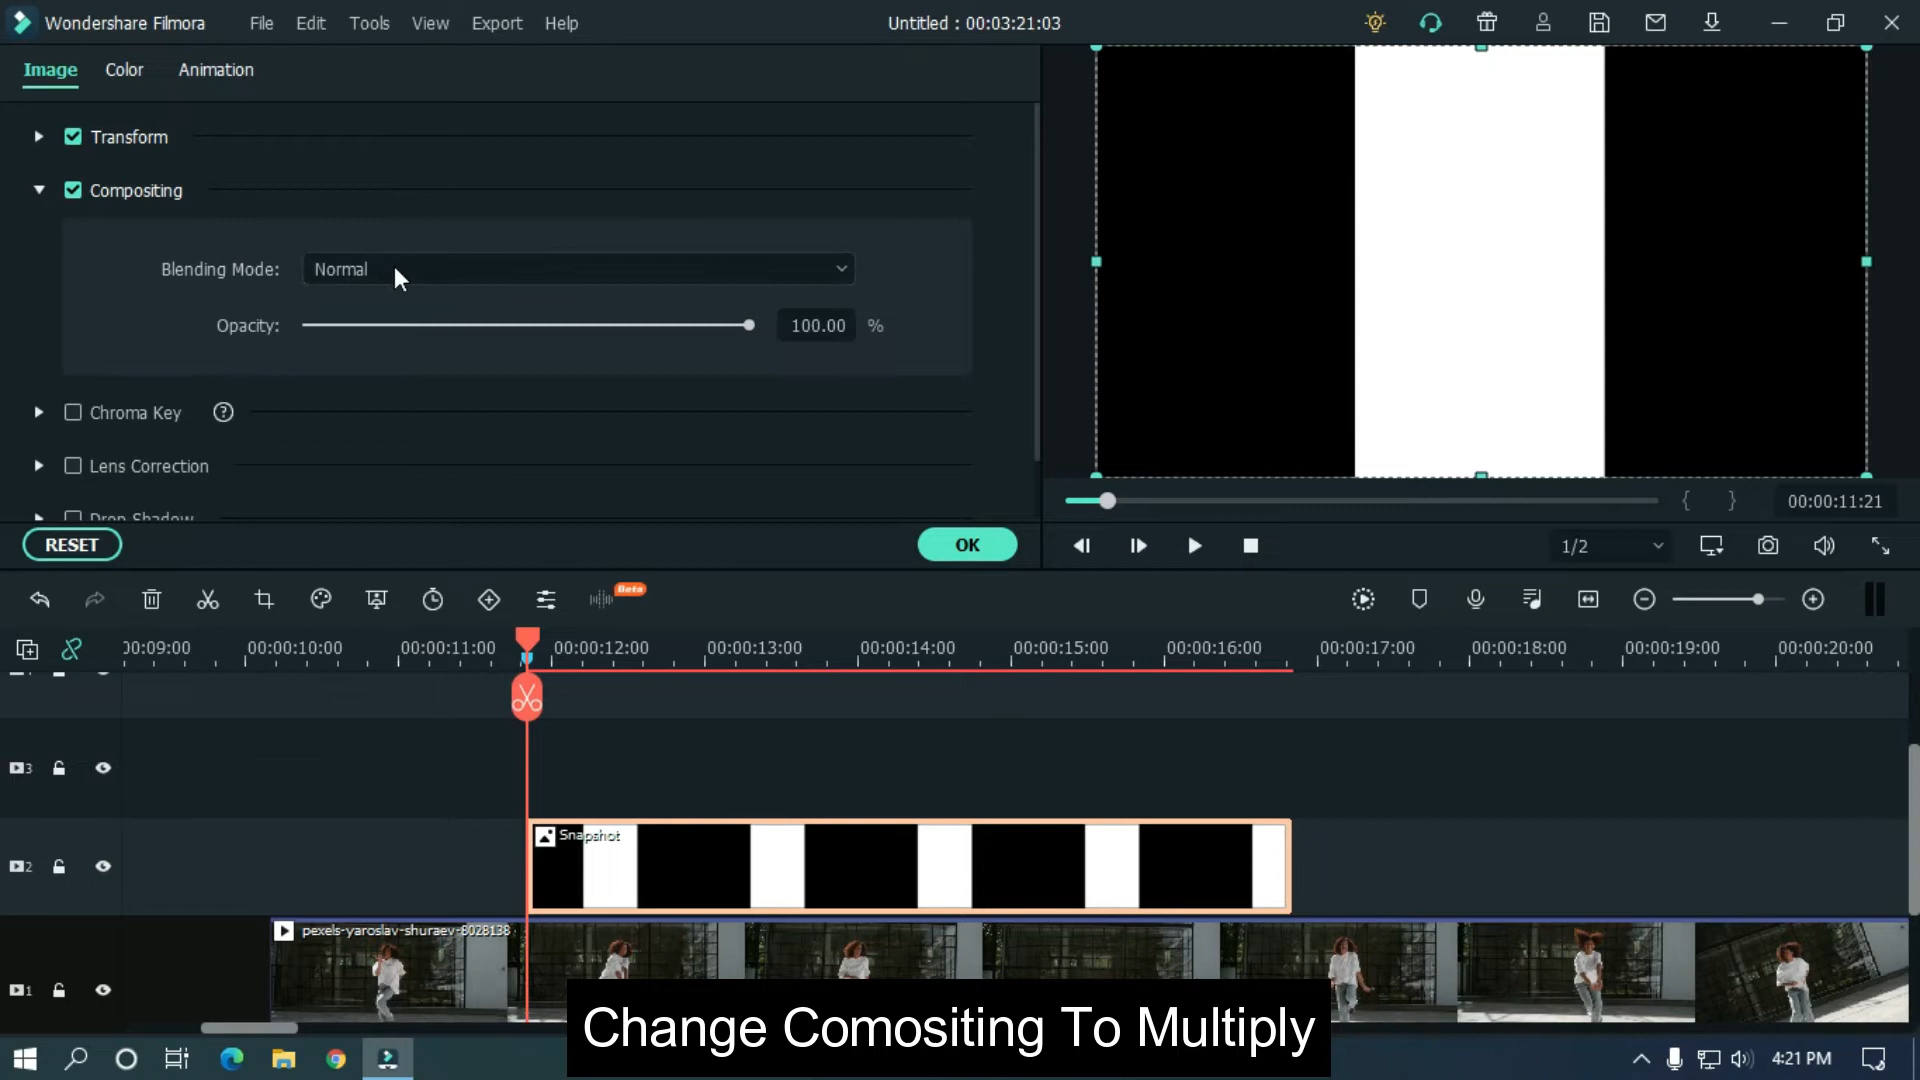 Wondershare Filmora
File Edit Tools View Export Help
Untitled : 00:03:21:03
Image Color Animation
Transform
Compositing
Blending Mode: Normal
Opacity: 100.00 %
Chroma Key ?
Lens Correction
Drop Shadow
RESET OK
{ } 00:00:11:21
1/2
Beta
00:09:00 00:00:10:00 00:00:11:00 00:00:12:00 00:00:13:00 00:00:14:00 00:00:15:00 00:00:16:00 00:00:17:00 00:00:18:00 00:00:19:00 00:00:20:00
3
2
Snapshot
pexels-yaroslav-shuraev-8028138
1
Change Comositing To Multiply
4:21 PM